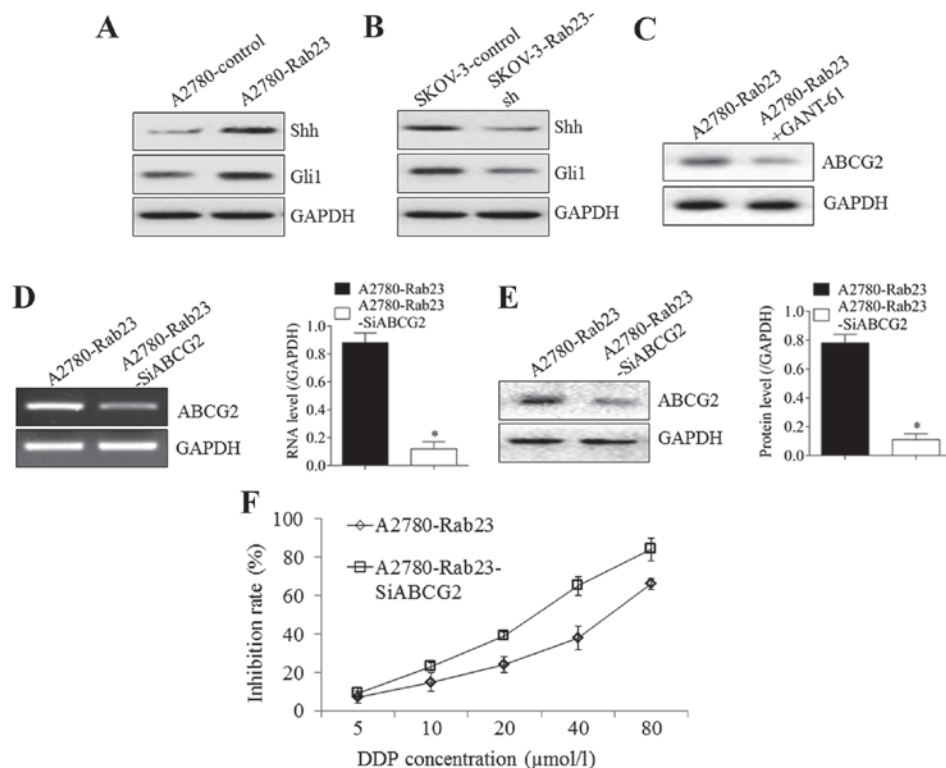 A
A2780-control
A2780-Rab23
Shh
Gli1
GAPDH
B
SKOV-3-control
SKOV-3-Rab23-
sh
Shh
Gli1
GAPDH
C
A2780-Rab23
A2780-Rab23
+GANT-61
ABCG2
GAPDH
D
A2780-Rab23
A2780-Rab23
-SiABCG2
ABCG2
GAPDH
A2780-Rab23
A2780-Rab23
-SiABCG2
RNA level (/GAPDH)
1.0
0.8
0.6
0.4
0.2
0.0
*
E
A2780-Rab23
A2780-Rab23
-SiABCG2
ABCG2
GAPDH
A2780-Rab23
A2780-Rab23
-SiABCG2
Protein level (/GAPDH)
1.0
0.8
0.6
0.4
0.2
0.0
*
F
A2780-Rab23
A2780-Rab23-
SiABCG2
Inhibition rate (%)
100
80
60
40
20
0
5 10 20 40 80
DDP concentration (µmol/l)